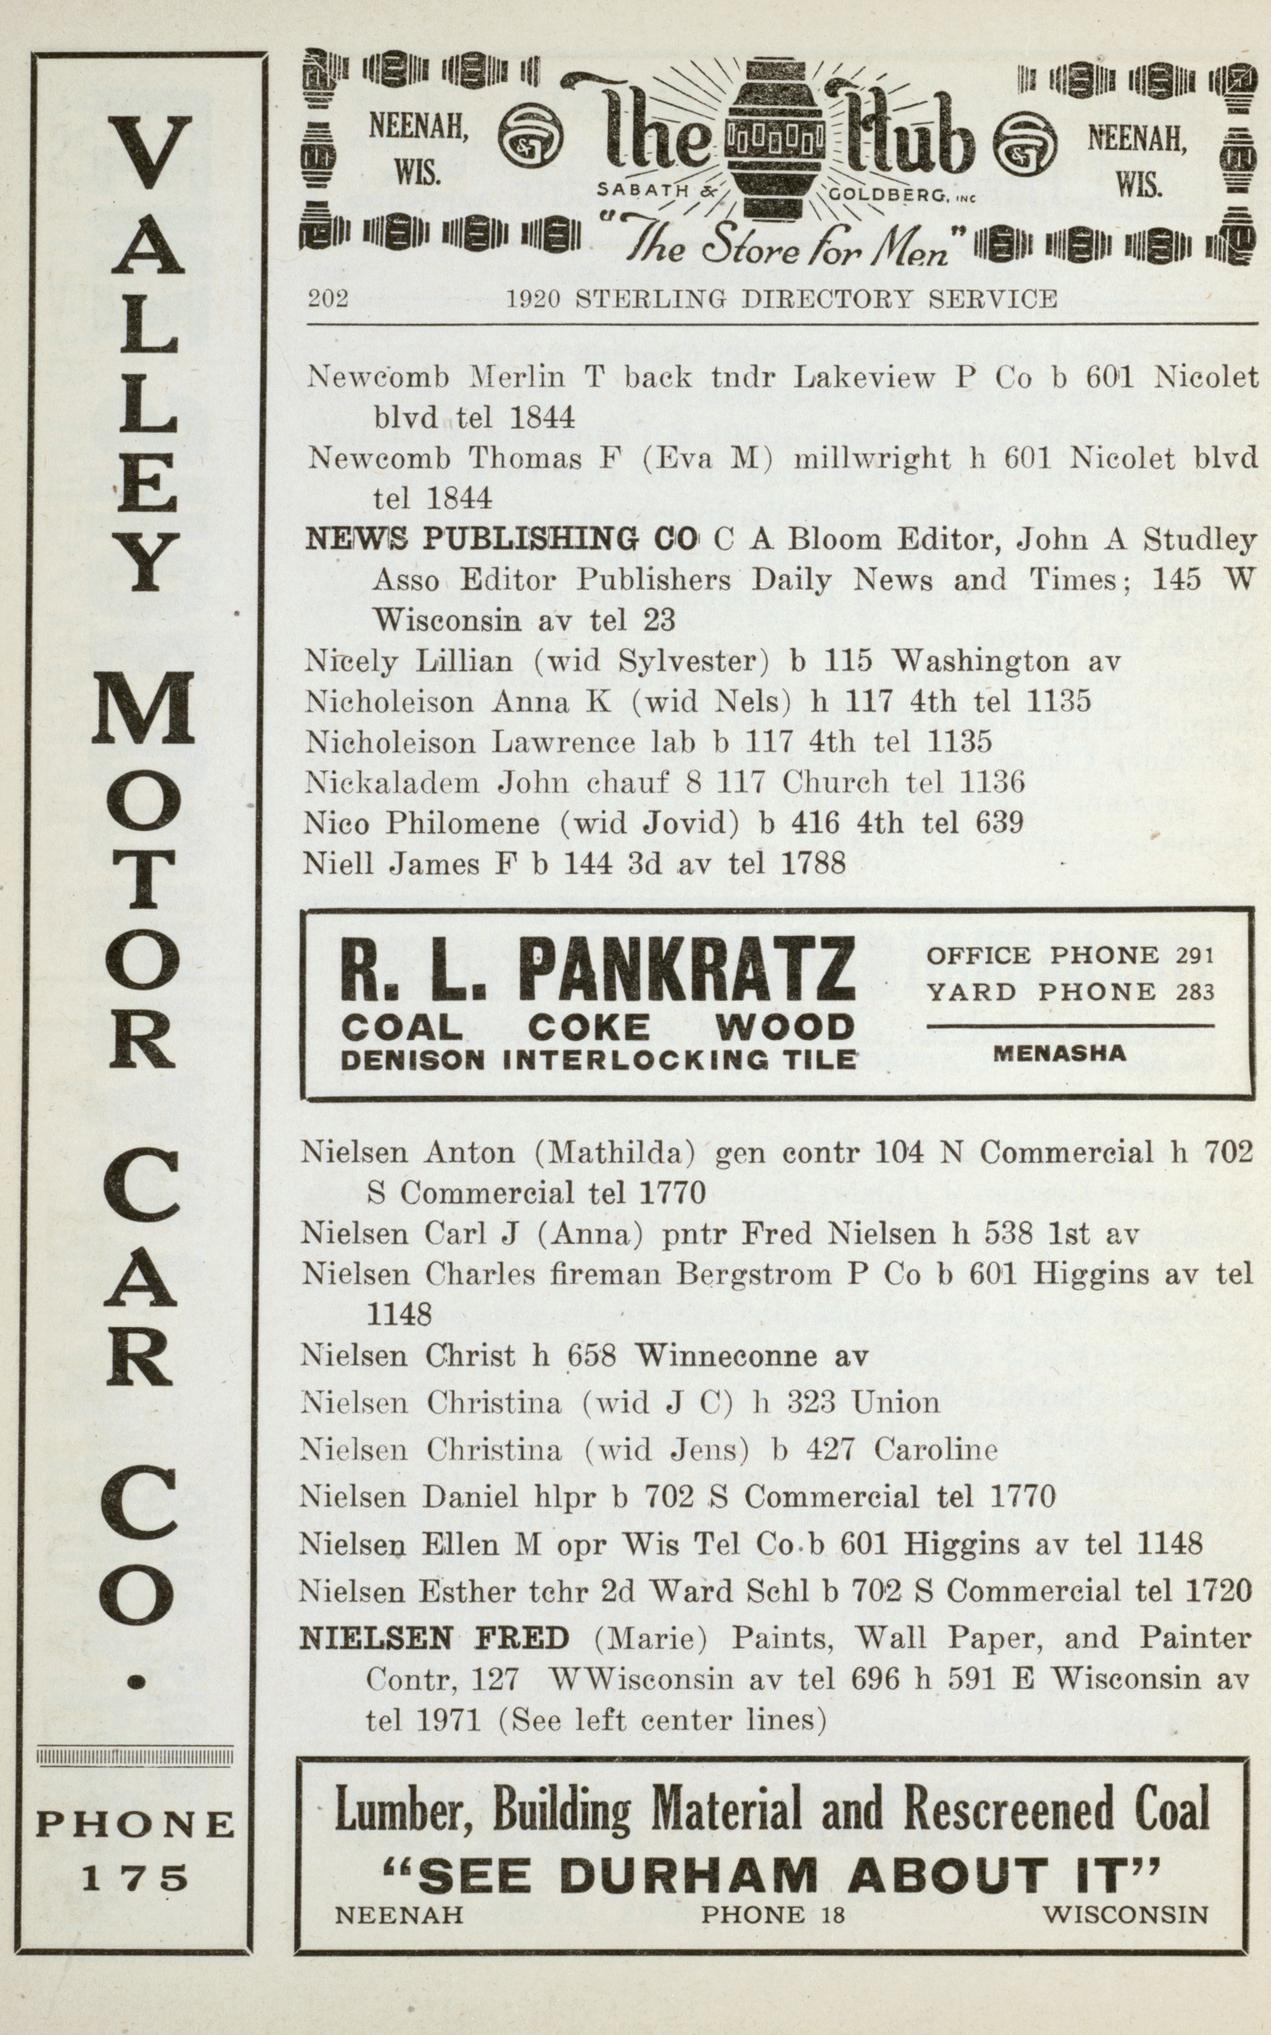 VALLEY MOTOR CAR CO.
PHONE
175
NEENAH,
WIS.
S&G
The Hub
SABATH & GOLDBERG, INC
"The Store for Men"
S&G
NEENAH,
WIS.
202 1920 STERLING DIRECTORY SERVICE
Newcomb Merlin T back tndr Lakeview P Co b 601 Nicolet
blvd tel 1844
Newcomb Thomas F (Eva M) millwright h 601 Nicolet blvd
tel 1844
NEWS PUBLISHING CO C A Bloom Editor, John A Studley
Asso Editor Publishers Daily News and Times; 145 W
Wisconsin av tel 23
Nicely Lillian (wid Sylvester) b 115 Washington av
Nicholeison Anna K (wid Nels) h 117 4th tel 1135
Nicholeison Lawrence lab b 117 4th tel 1135
Nickaladem John chauf 8 117 Church tel 1136
Nico Philomene (wid Jovid) b 416 4th tel 639
Niell James F b 144 3d av tel 1788
R. L. PANKRATZ
COAL COKE WOOD
DENISON INTERLOCKING TILE
OFFICE PHONE 291
YARD PHONE 283
MENASHA
Nielsen Anton (Mathilda) gen contr 104 N Commercial h 702
S Commercial tel 1770
Nielsen Carl J (Anna) pntr Fred Nielsen h 538 1st av
Nielsen Charles fireman Bergstrom P Co b 601 Higgins av tel
1148
Nielsen Christ h 658 Winneconne av
Nielsen Christina (wid J C) h 323 Union
Nielsen Christina (wid Jens) b 427 Caroline
Nielsen Daniel hlpr b 702 S Commercial tel 1770
Nielsen Ellen M opr Wis Tel Co b 601 Higgins av tel 1148
Nielsen Esther tchr 2d Ward Schl b 702 S Commercial tel 1720
NIELSEN FRED (Marie) Paints, Wall Paper, and Painter
Contr, 127 WWisconsin av tel 696 h 591 E Wisconsin av
tel 1971 (See left center lines)
Lumber, Building Material and Rescreened Coal
"SEE DURHAM ABOUT IT"
NEENAH PHONE 18 WISCONSIN